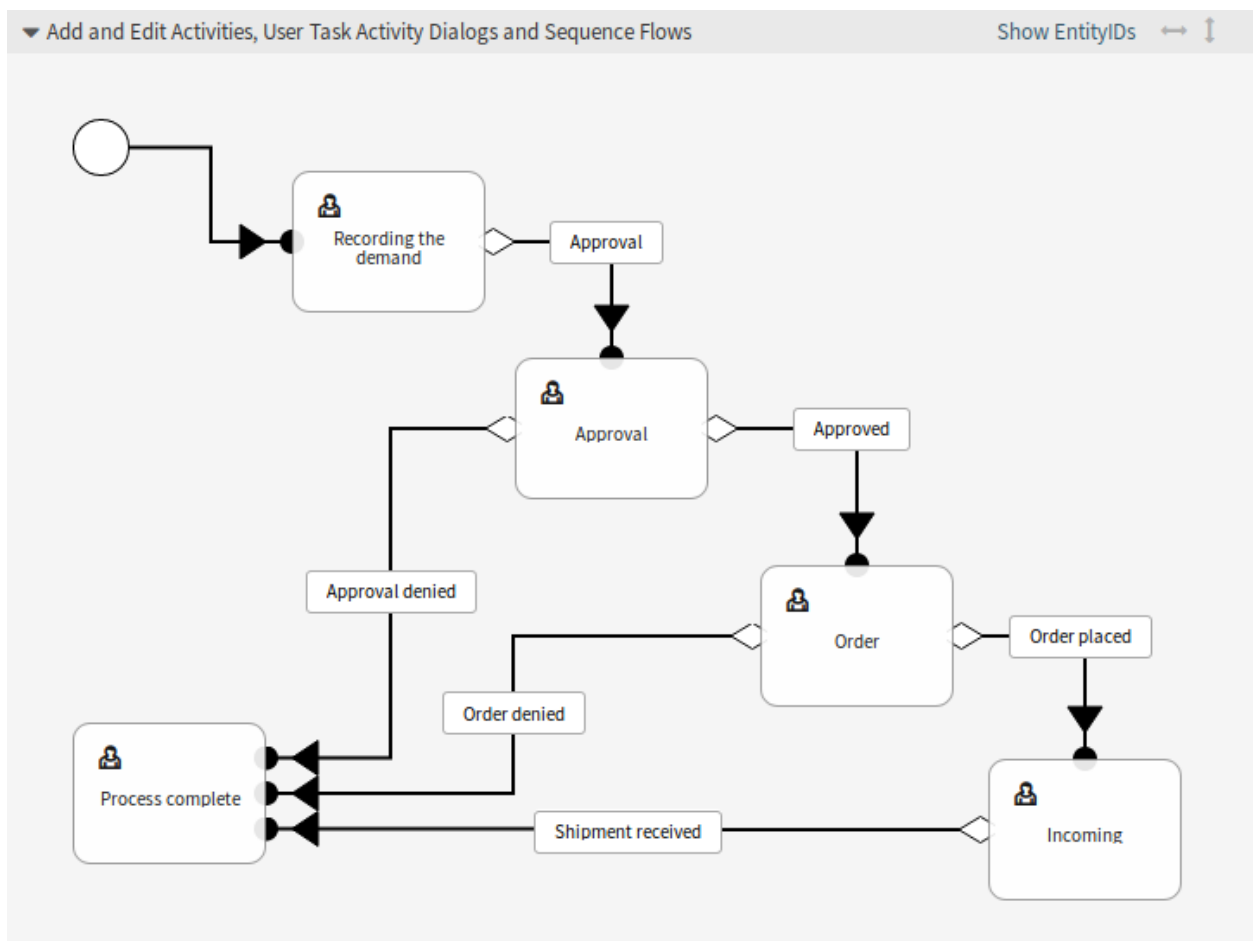 Add and Edit Activities, User Task Activity Dialogs and Sequence Flows
Show EntityIDs
Recording the
demand
Approval
Approval
Approved
Approval denied
Order
Order placed
Order denied
Process complete
Shipment received
Incoming